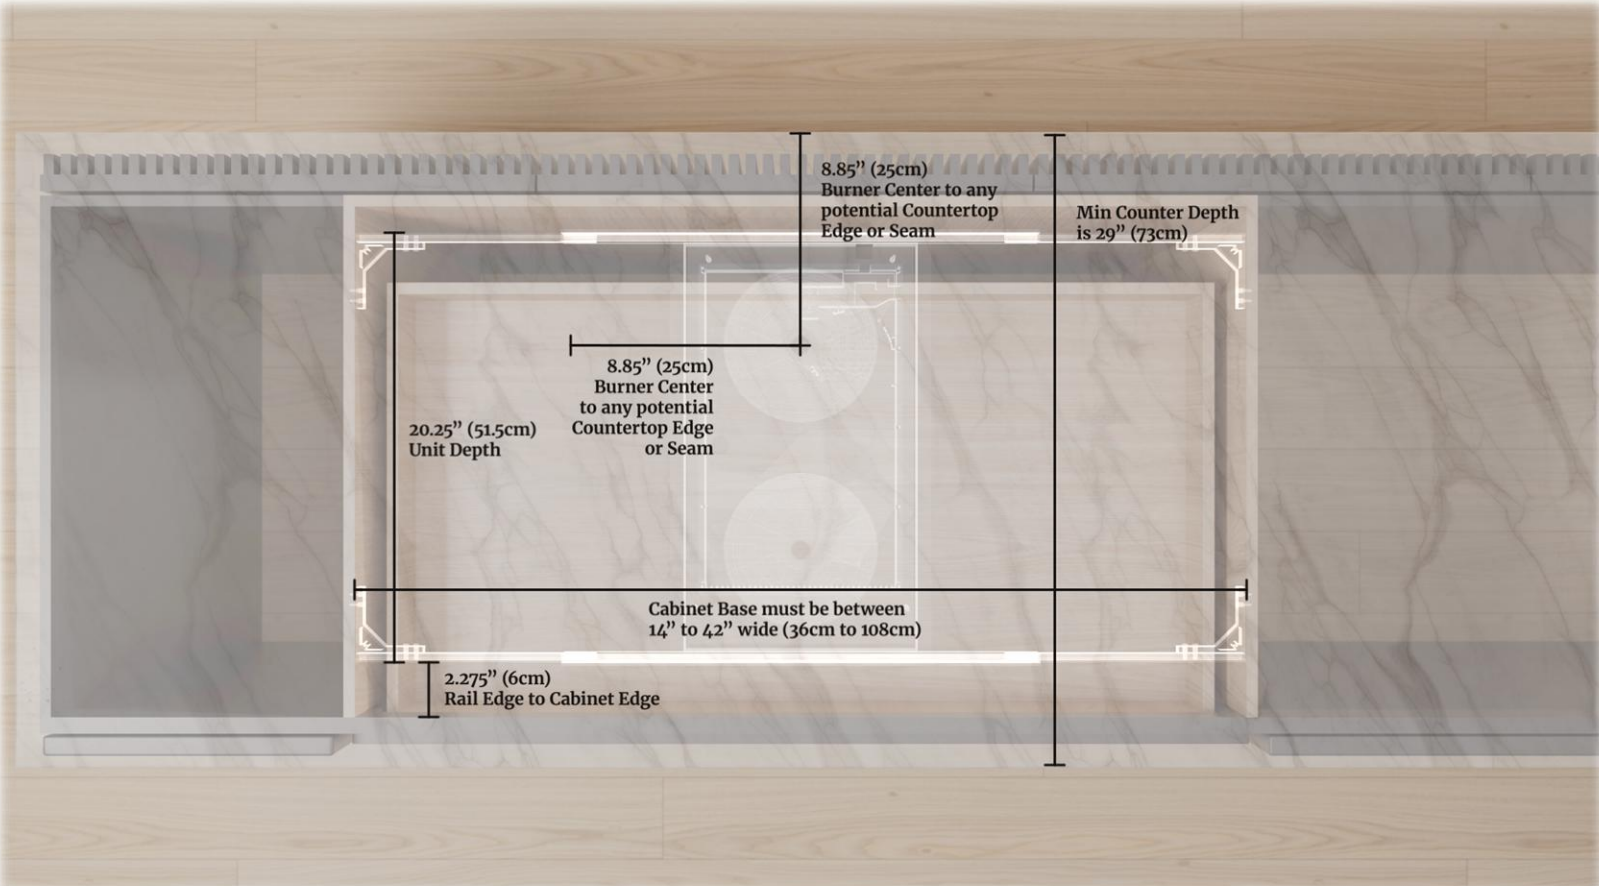 8.85” (25cm)
Burner Center to any
potential Countertop
Edge or Seam
Min Counter Depth
is 29” (73cm)
8.85” (25cm)
Burner Center
to any potential
Countertop Edge
or Seam
20.25” (51.5cm)
Unit Depth
Cabinet Base must be between
14” to 42” wide (36cm to 108cm)
2.275” (6cm)
Rail Edge to Cabinet Edge